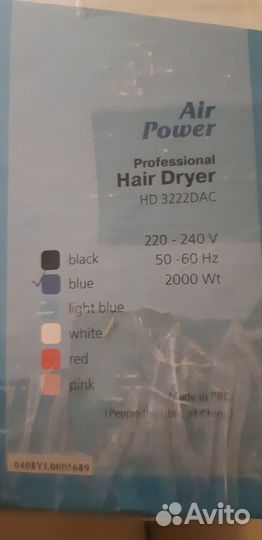 Air
Power
Professional
Hair Dryer
HD 3222DAC
220 - 240 V
black 50 -60 Hz
blue 2000 Wt
light blue
white
red
pink
Made in PRC
(People Republic of China)
0408YL0005689
Avito